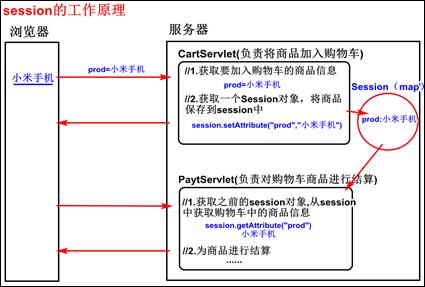 session的工作原理
浏览器
服务器
小米手机
prod=小米手机
CartServlet(负责将商品加入购物车)
//1.获取要加入购物车的商品信息
prod=小米手机
//2.获取一个Session对象，将商品
保存到session中
session.setAttribute("prod","小米手机")
Session（map）
prod:小米手机
PaytServlet(负责对购物车商品进行结算)
//1.获取之前的session对象,从session
中获取购物车中的商品信息
session.getAttribute("prod")
小米手机
//2.为商品进行结算
......